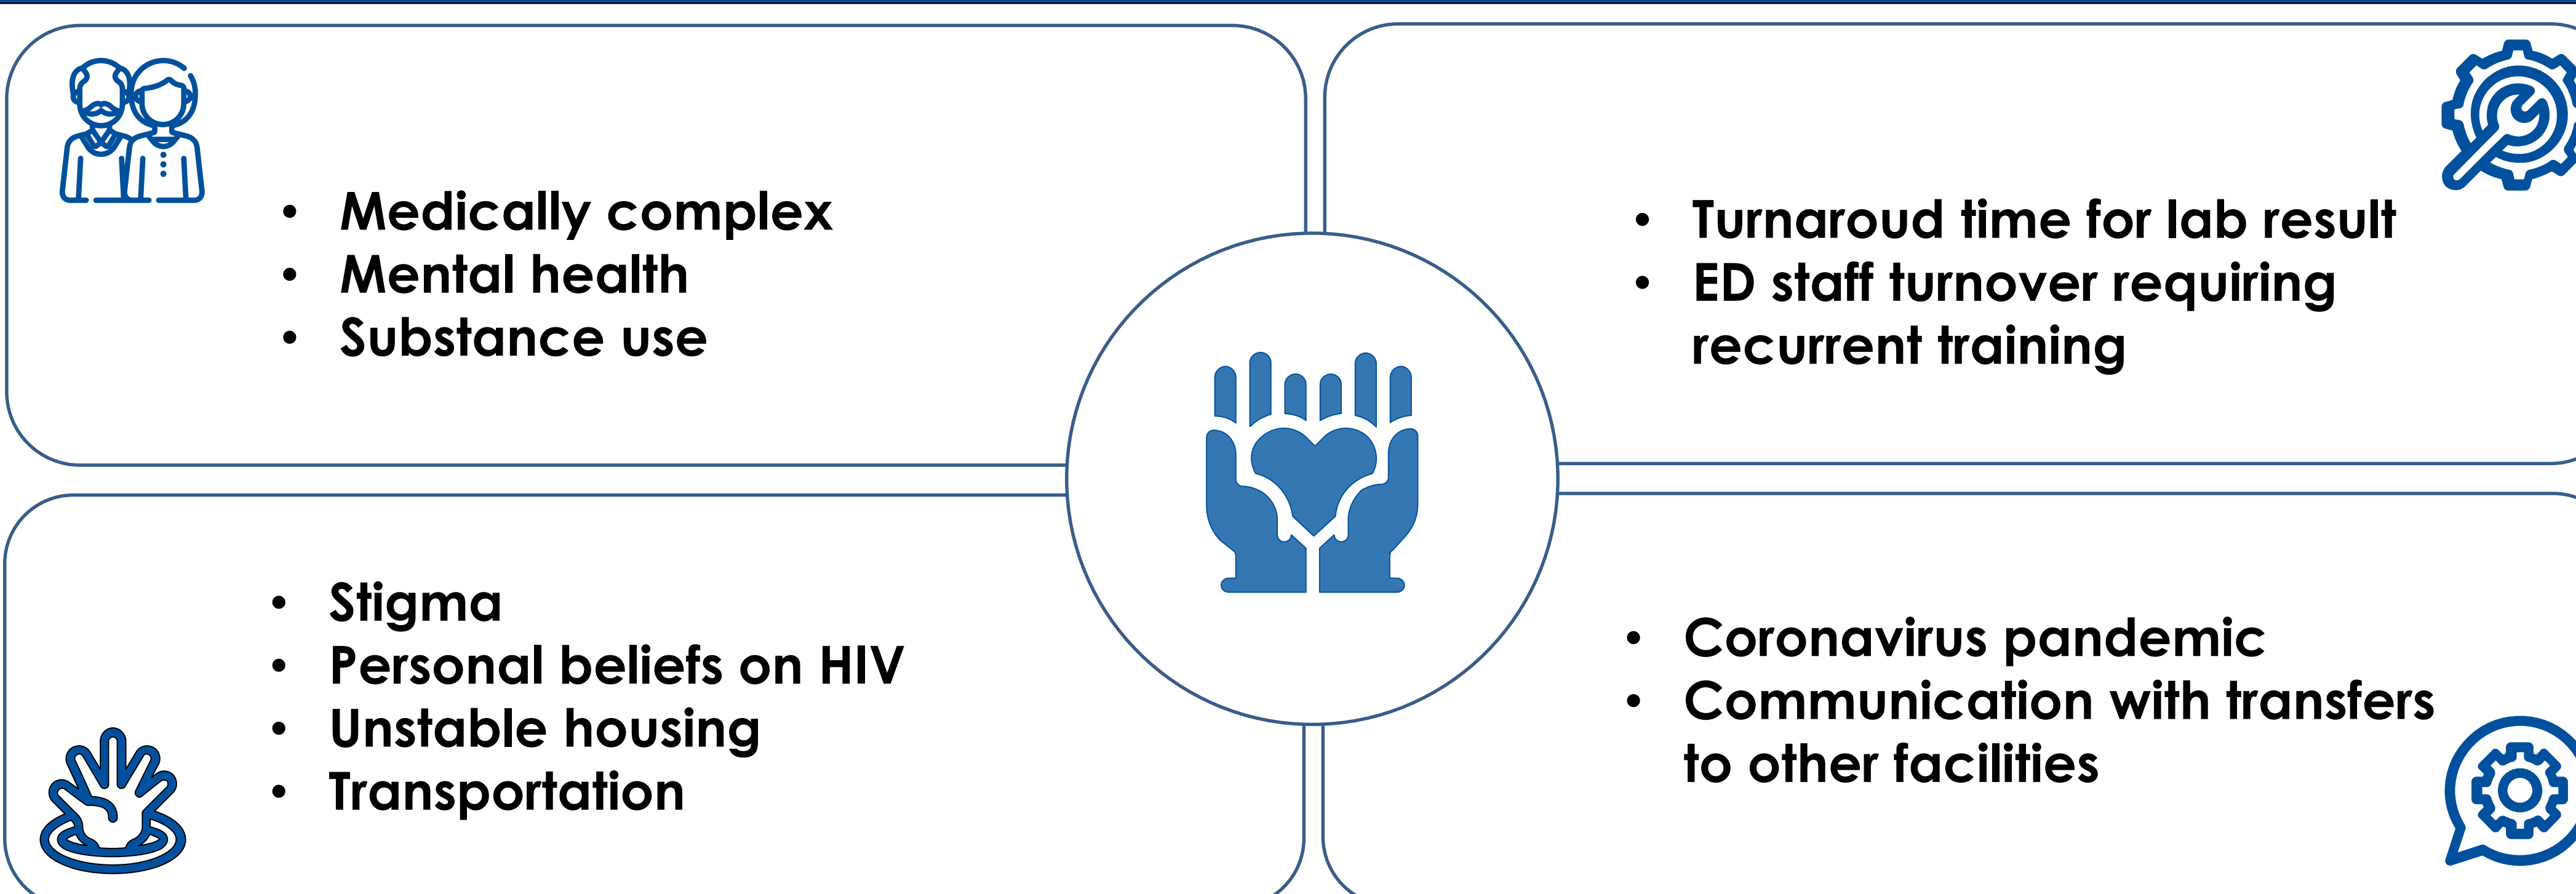 • Medically complex
• Mental health
• Substance use
• Turnaroud time for lab result
• ED staff turnover requiring
recurrent training
• Stigma
• Personal beliefs on HIV
• Unstable housing
• Transportation
• Coronavirus pandemic
• Communication with transfers
to other facilities